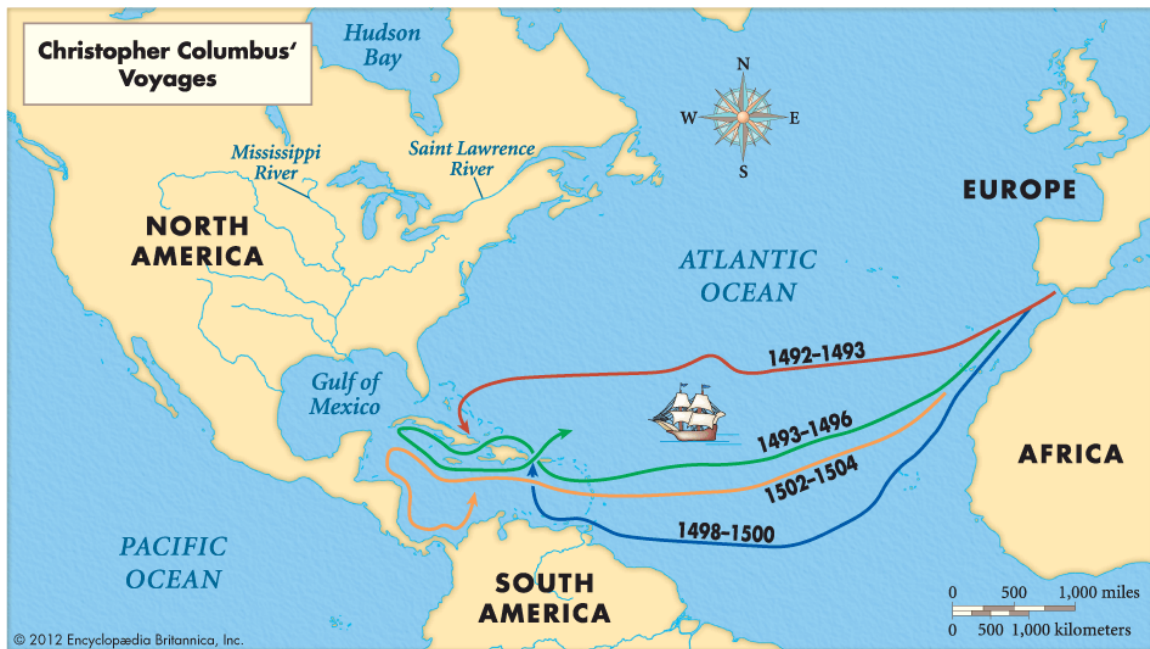 Christopher Columbus‘
Voyages
Hudson
Bay
N
W
E
S
Mississippi
River
Saint Lawrence
River
NORTH
AMERICA
EUROPE
ATLANTIC
OCEAN
1492–1493
Gulf of
Mexico
1493–1496
1502–1504
AFRICA
1498–1500
PACIFIC
OCEAN
SOUTH
AMERICA
0 500 1,000 miles
0 500 1,000 kilometers
© 2012 Encyclopædia Britannica, Inc.